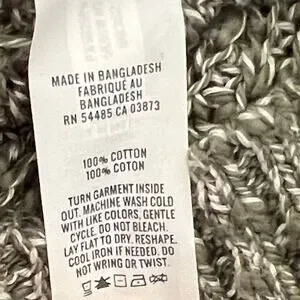 MADE IN BANGLADESH
FABRIQUÉ AU
BANGLADESH
RN 54485 CA 03873
100% COTTON
100% COTON
TURN GARMENT INSIDE
OUT. MACHINE WASH COLD
WITH LIKE COLORS, GENTLE
CYCLE. DO NOT BLEACH.
LAY FLAT TO DRY. RESHAPE.
COOL IRON IF NEEDED. DO
NOT WRING OR TWIST.